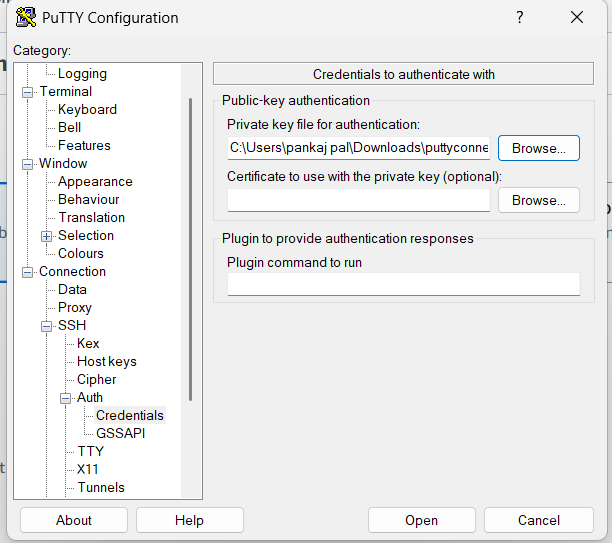 PuTTY Configuration
?
Category:
Logging
Terminal
Keyboard
Bell
Features
Window
Appearance
Behaviour
Translation
Selection
Colours
Connection
Data
Proxy
SSH
Kex
Host keys
Cipher
Auth
Credentials
GSSAPI
TTY
X11
Tunnels
Credentials to authenticate with
Public-key authentication
Private key file for authentication:
C:\Users\pankaj pal\Downloads\puttyconne
Browse...
Certificate to use with the private key (optional):
Browse...
Plugin to provide authentication responses
Plugin command to run
About
Help
Open
Cancel